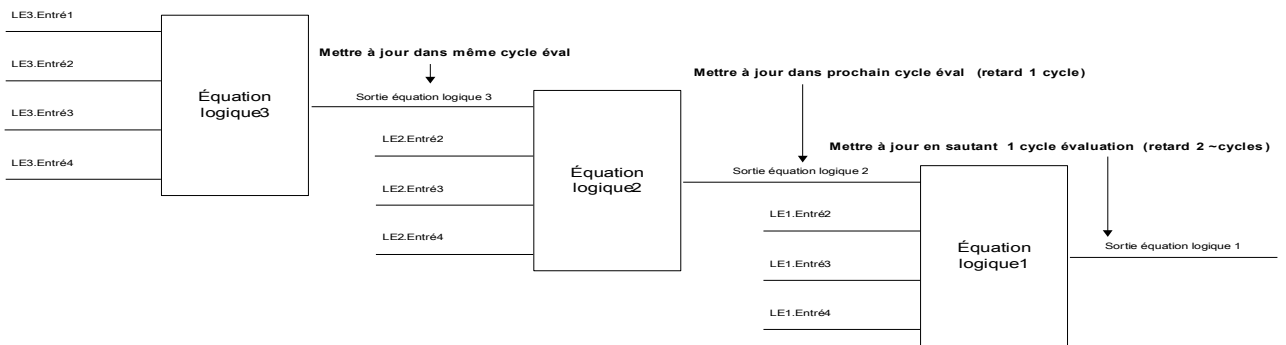 LE3.Entré1
LE3.Entré2
LE3.Entré3
LE3.Entré4
Équation
logique3
Mettre à jour dans même cycle éval
Sortie équation logique 3
LE2.Entré2
LE2.Entré3
LE2.Entré4
Équation
logique2
Mettre à jour dans prochain cycle éval (retard 1 cycle)
Sortie équation logique 2
LE1.Entré2
LE1.Entré3
LE1.Entré4
Équation
logique1
Mettre à jour en sautant 1 cycle évaluation (retard 2 ~cycles)
Sortie équation logique 1